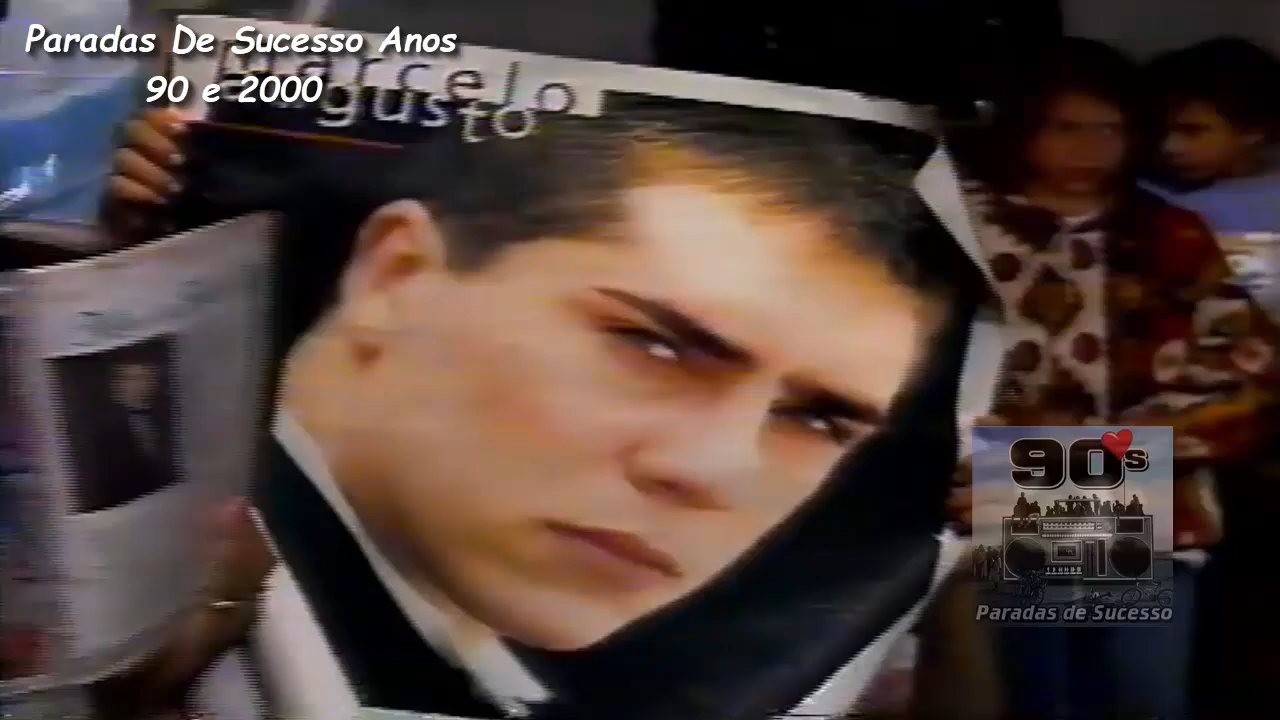 Paradas De Sucesso Anos
90 e 2000
Marcelo
Augusto
90s
Paradas de Sucesso